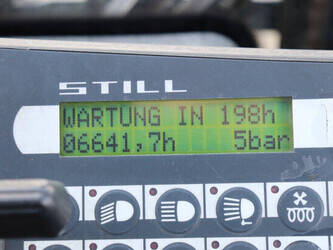 STILL
WARTUNG IN 198h
06641,7h 5bar